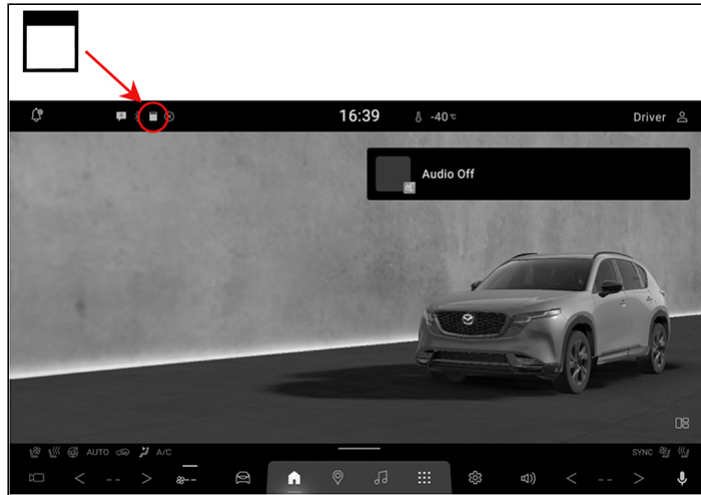 16:39 -40°C Driver
Audio Off
AUTO A/C SYNC
< -- > -- < -- >